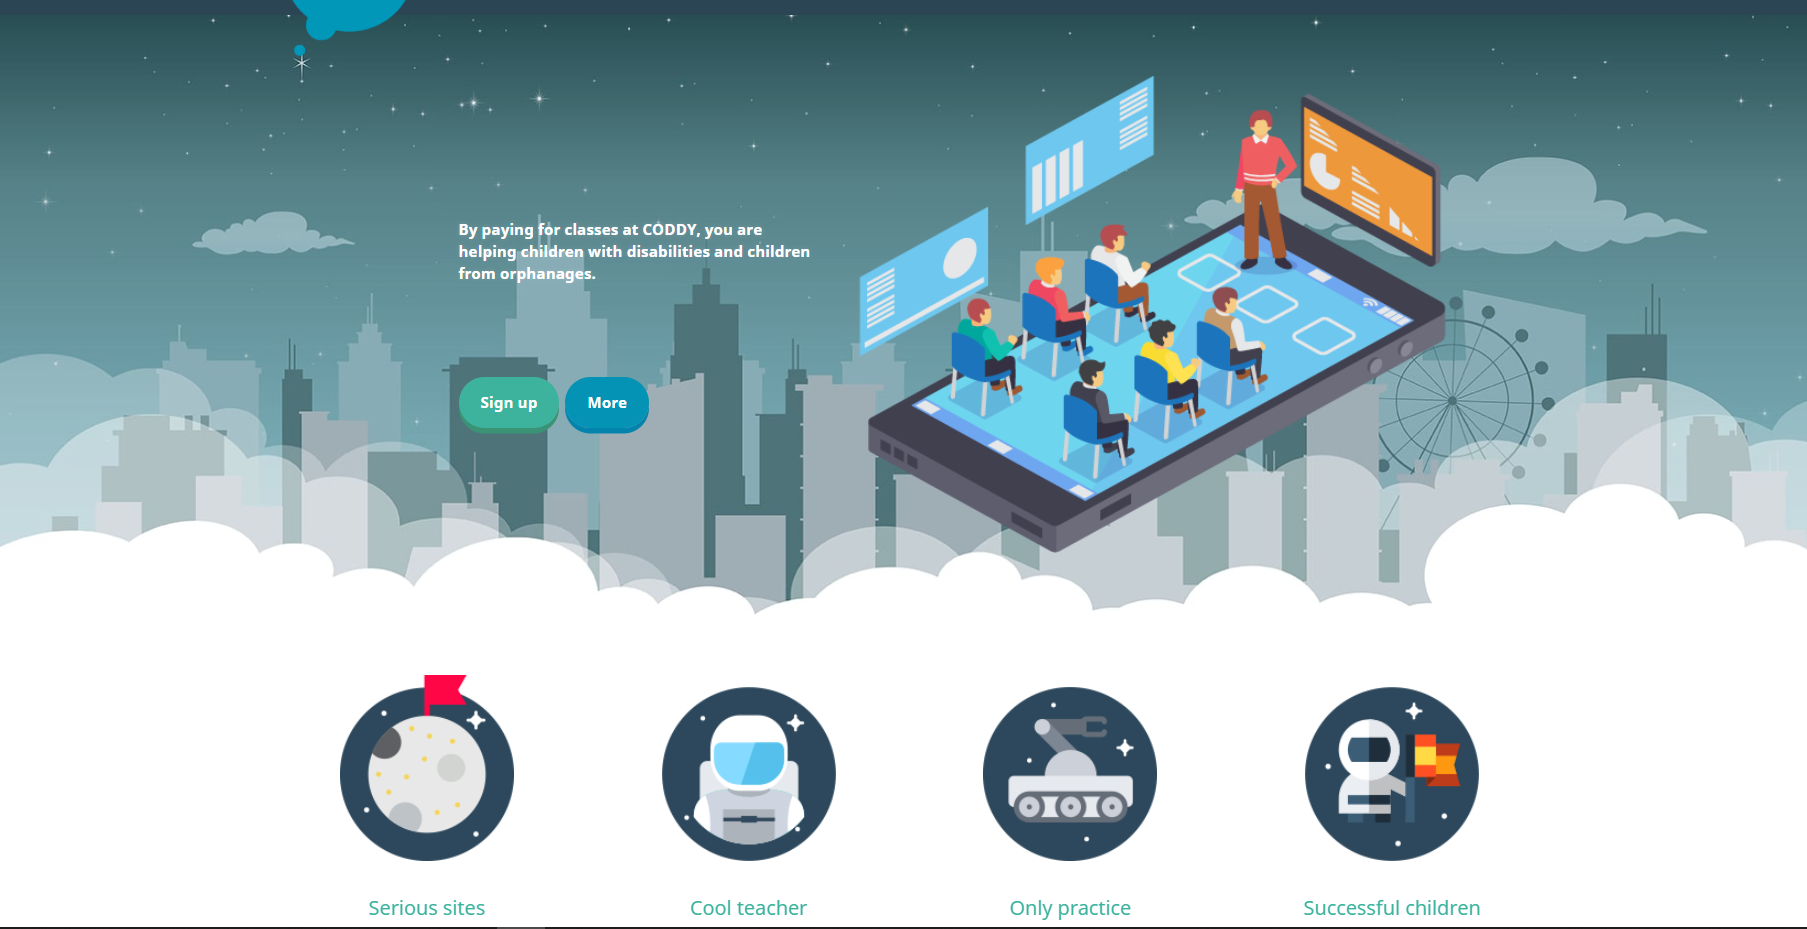 By paying for classes at CODDY, you are
helping children with disabilities and children
from orphanages.
Sign up
More
Serious sites
Cool teacher
Only practice
Successful children